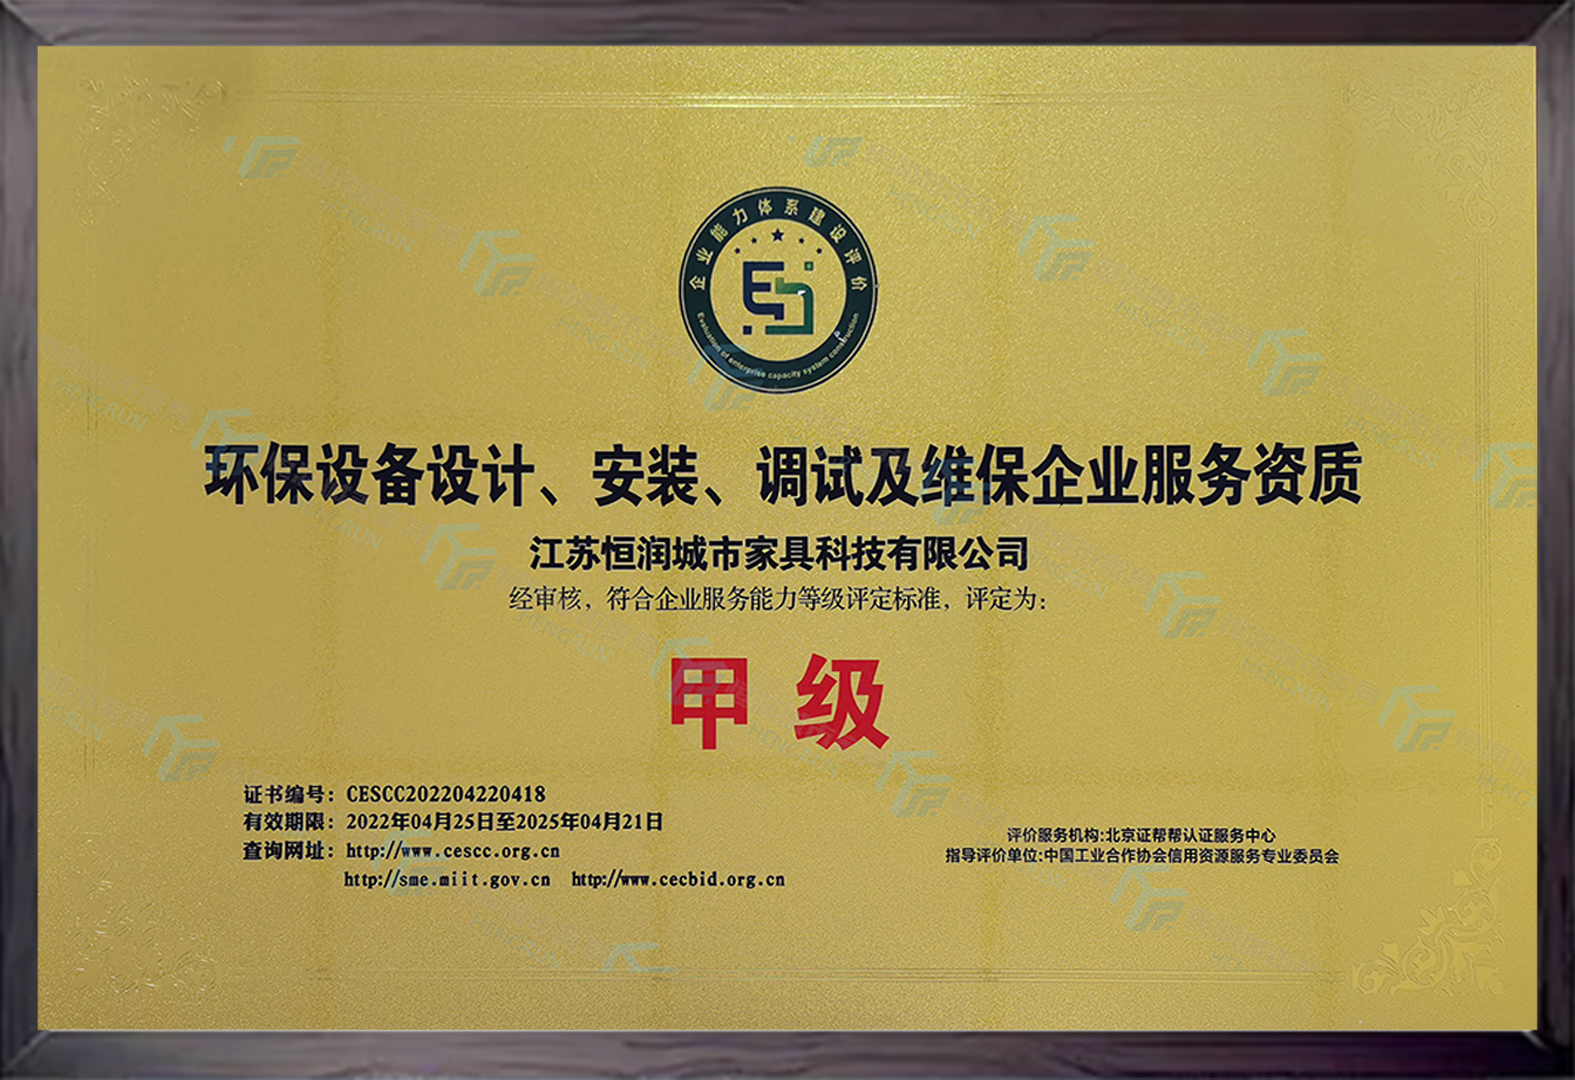 企业能力体系建设评价
Evaluation of enterprise capacity system construction
环保设备设计、安装、调试及维保企业服务资质
江苏恒润城市家具科技有限公司
经审核，符合企业服务能力等级评定标准，评定为：
甲级
证书编号：CESCC202204220418
有效期限：2022年04月25日至2025年04月21日
查询网址：http://www.cescc.org.cn
http://sme.miit.gov.cn http://www.cecbid.org.cn
评价服务机构:北京证帮帮认证服务中心
指导评价单位:中国工业合作协会信用资源服务专业委员会
HENGRUN